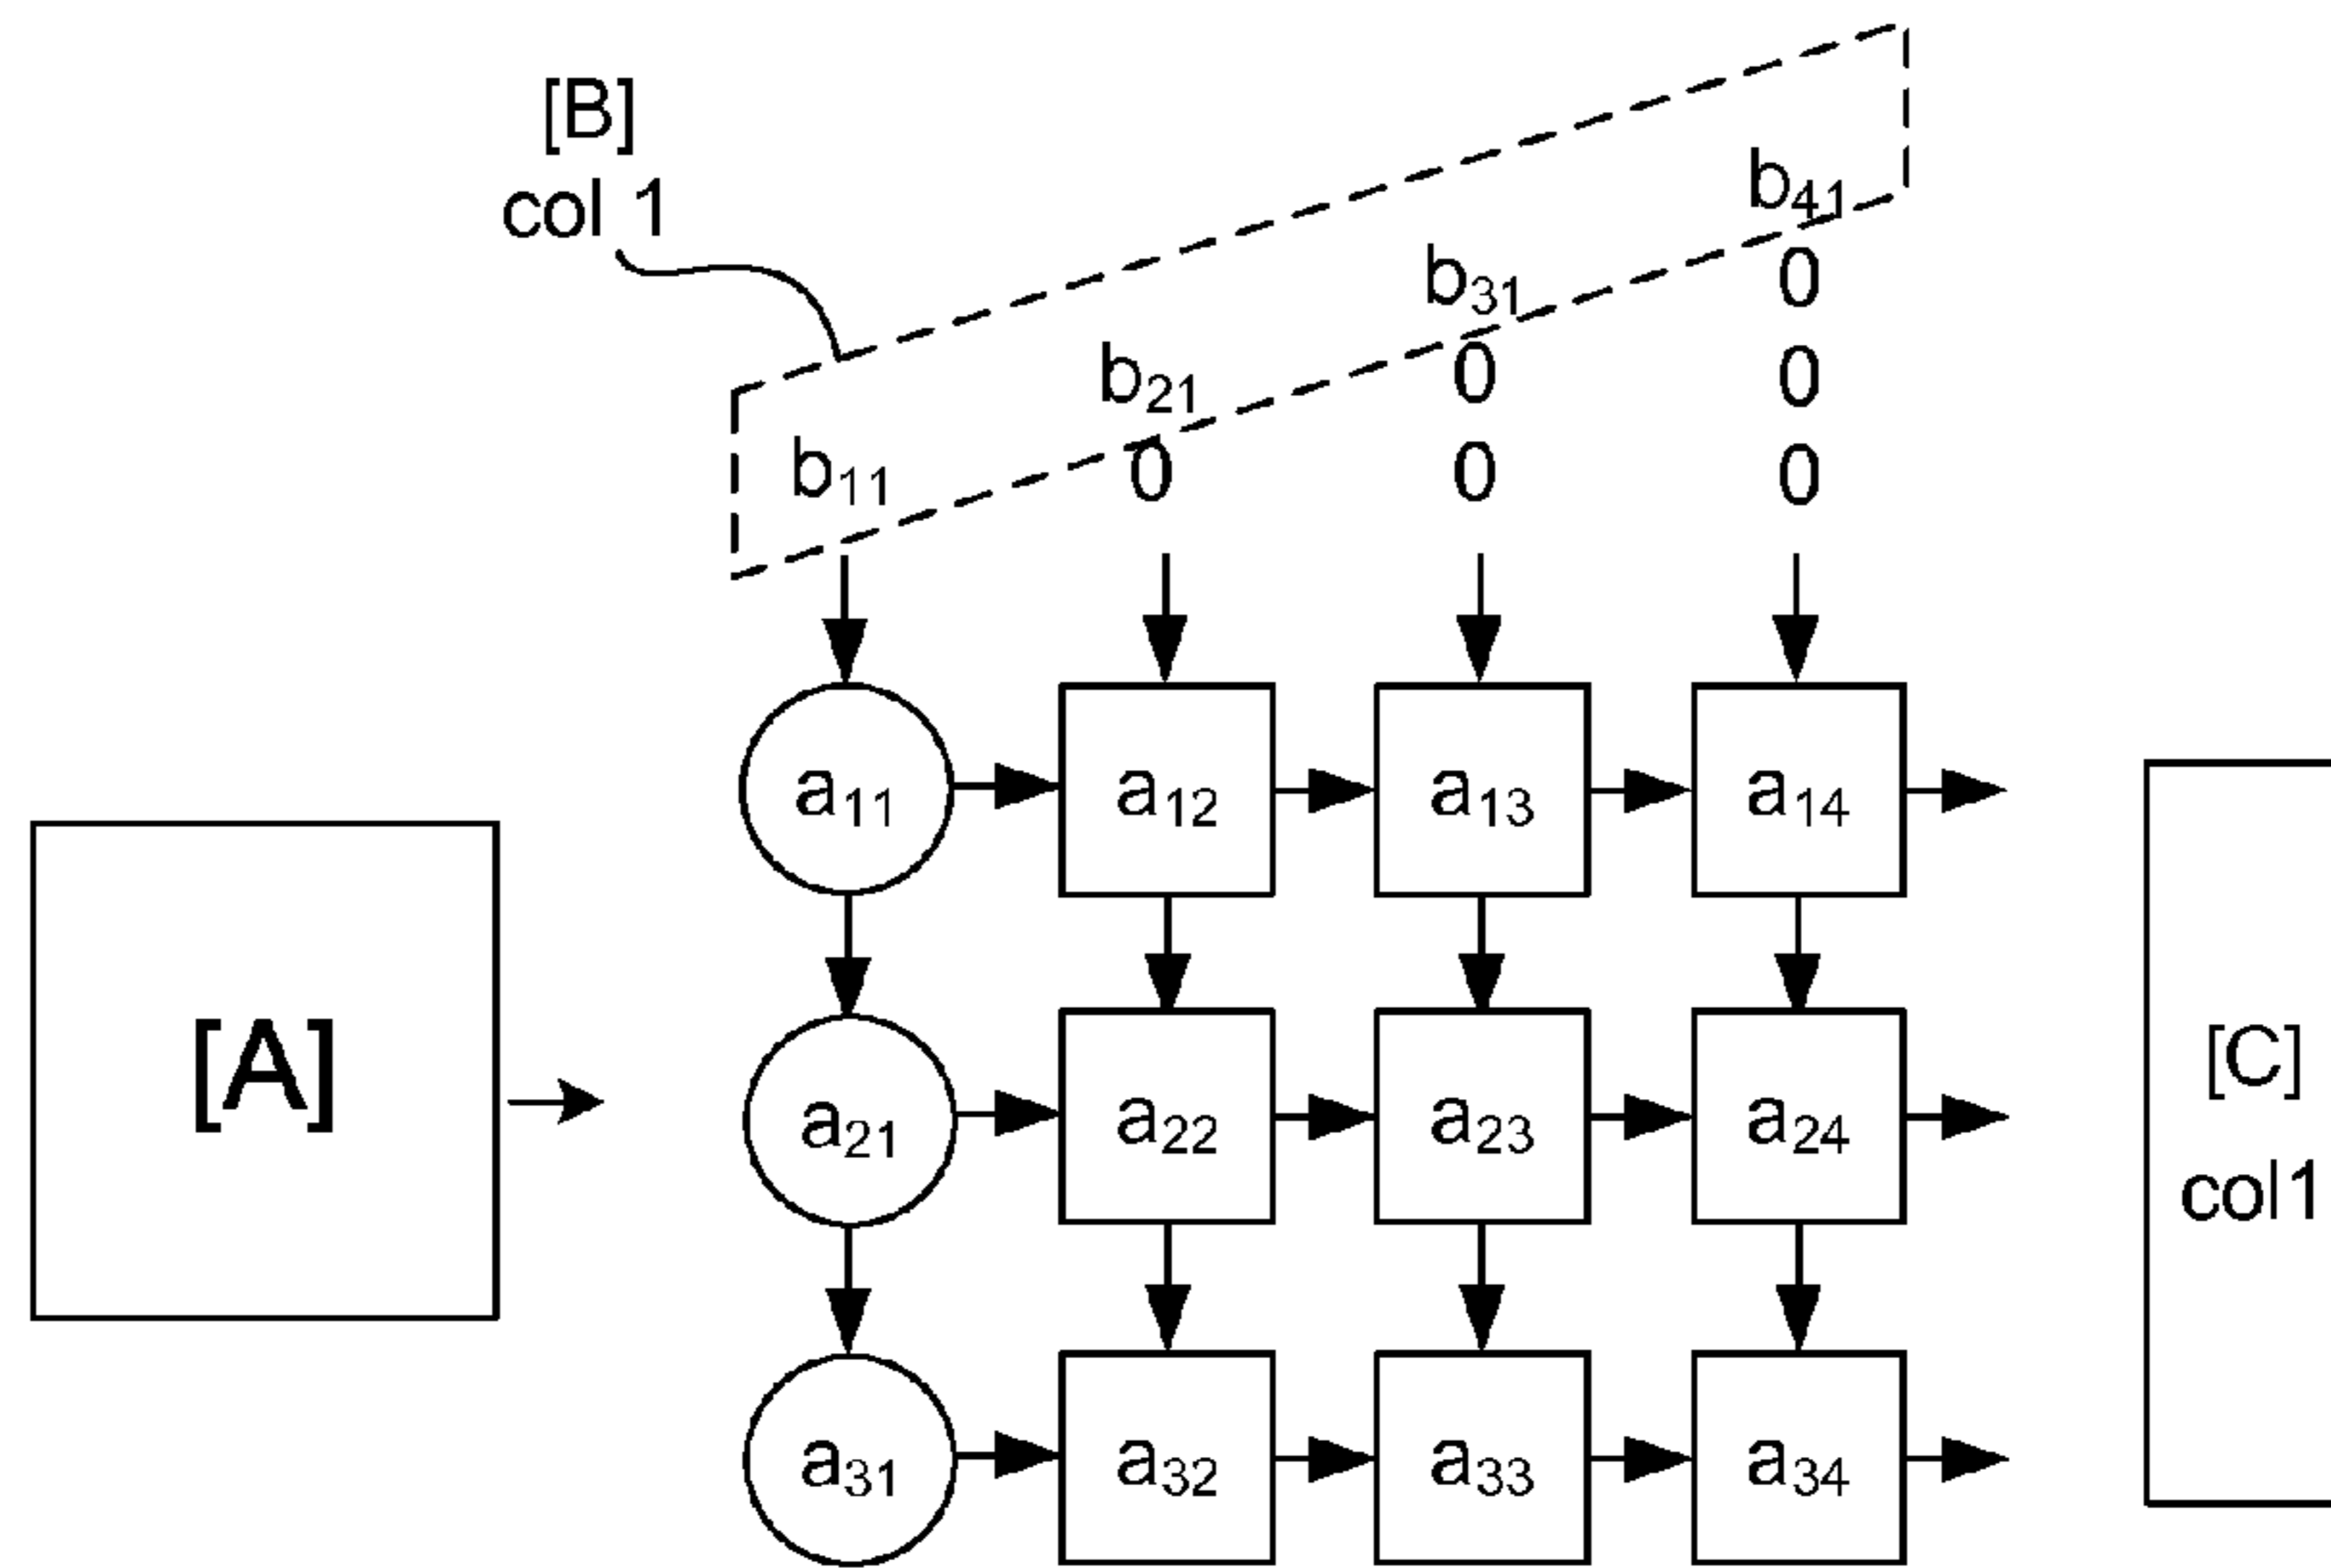 [B]
col 1
b₄₁
b₃₁ 0
b₂₁ 0 0
b₁₁ 0 0 0
a₁₁ a₁₂ a₁₃ a₁₄
[A]
a₂₁ a₂₂ a₂₃ a₂₄
[C]
col1
a₃₁ a₃₂ a₃₃ a₃₄